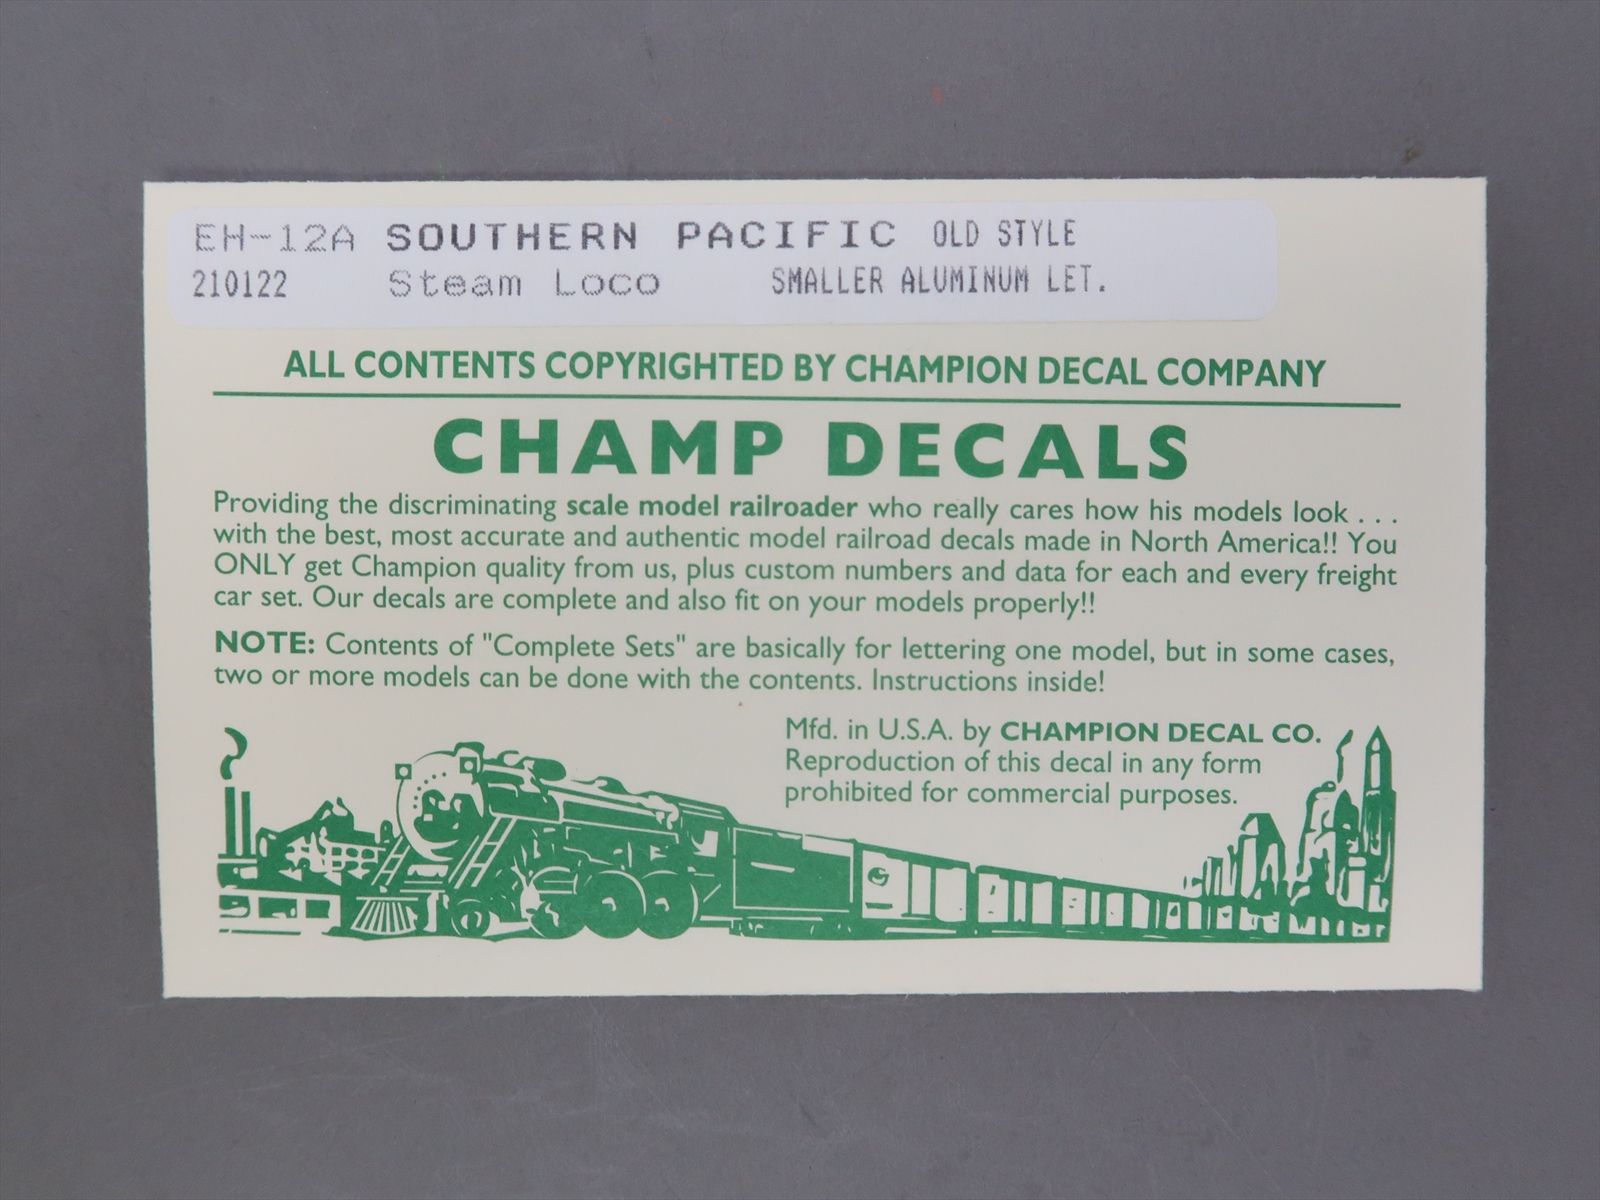 EH-12A SOUTHERN PACIFIC OLD STYLE
210122 Steam Loco SMALLER ALUMINUM LET.
ALL CONTENTS COPYRIGHTED BY CHAMPION DECAL COMPANY
CHAMP DECALS
Providing the discriminating scale model railroader who really cares how his models look . . .
with the best, most accurate and authentic model railroad decals made in North America!! You
ONLY get Champion quality from us, plus custom numbers and data for each and every freight
car set. Our decals are complete and also fit on your models properly!!
NOTE: Contents of "Complete Sets" are basically for lettering one model, but in some cases,
two or more models can be done with the contents. Instructions inside!
Mfd. in U.S.A. by CHAMPION DECAL CO.
Reproduction of this decal in any form
prohibited for commercial purposes.